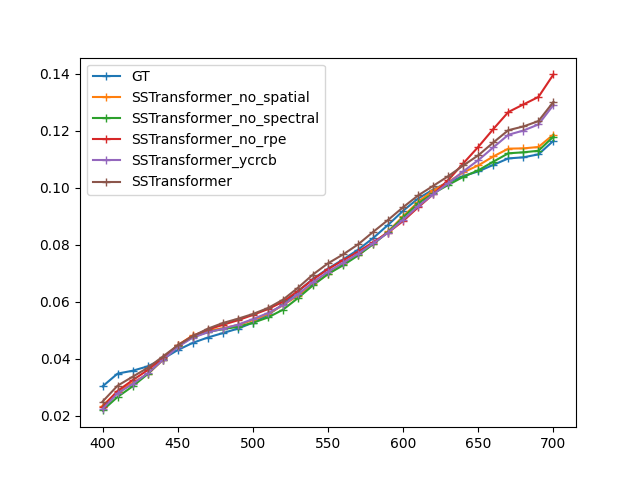 GT
SSTransformer_no_spatial
SSTransformer_no_spectral
SSTransformer_no_rpe
SSTransformer_ycrcb
SSTransformer
0.14
0.12
0.10
0.08
0.06
0.04
0.02
400 450 500 550 600 650 700